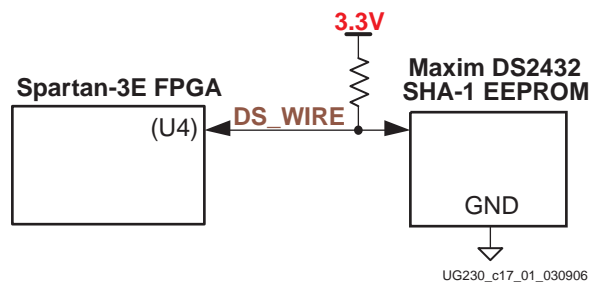 3.3V
Spartan-3E FPGA
Maxim DS2432
SHA-1 EEPROM
(U4)
DS_WIRE
GND
UG230_c17_01_030906